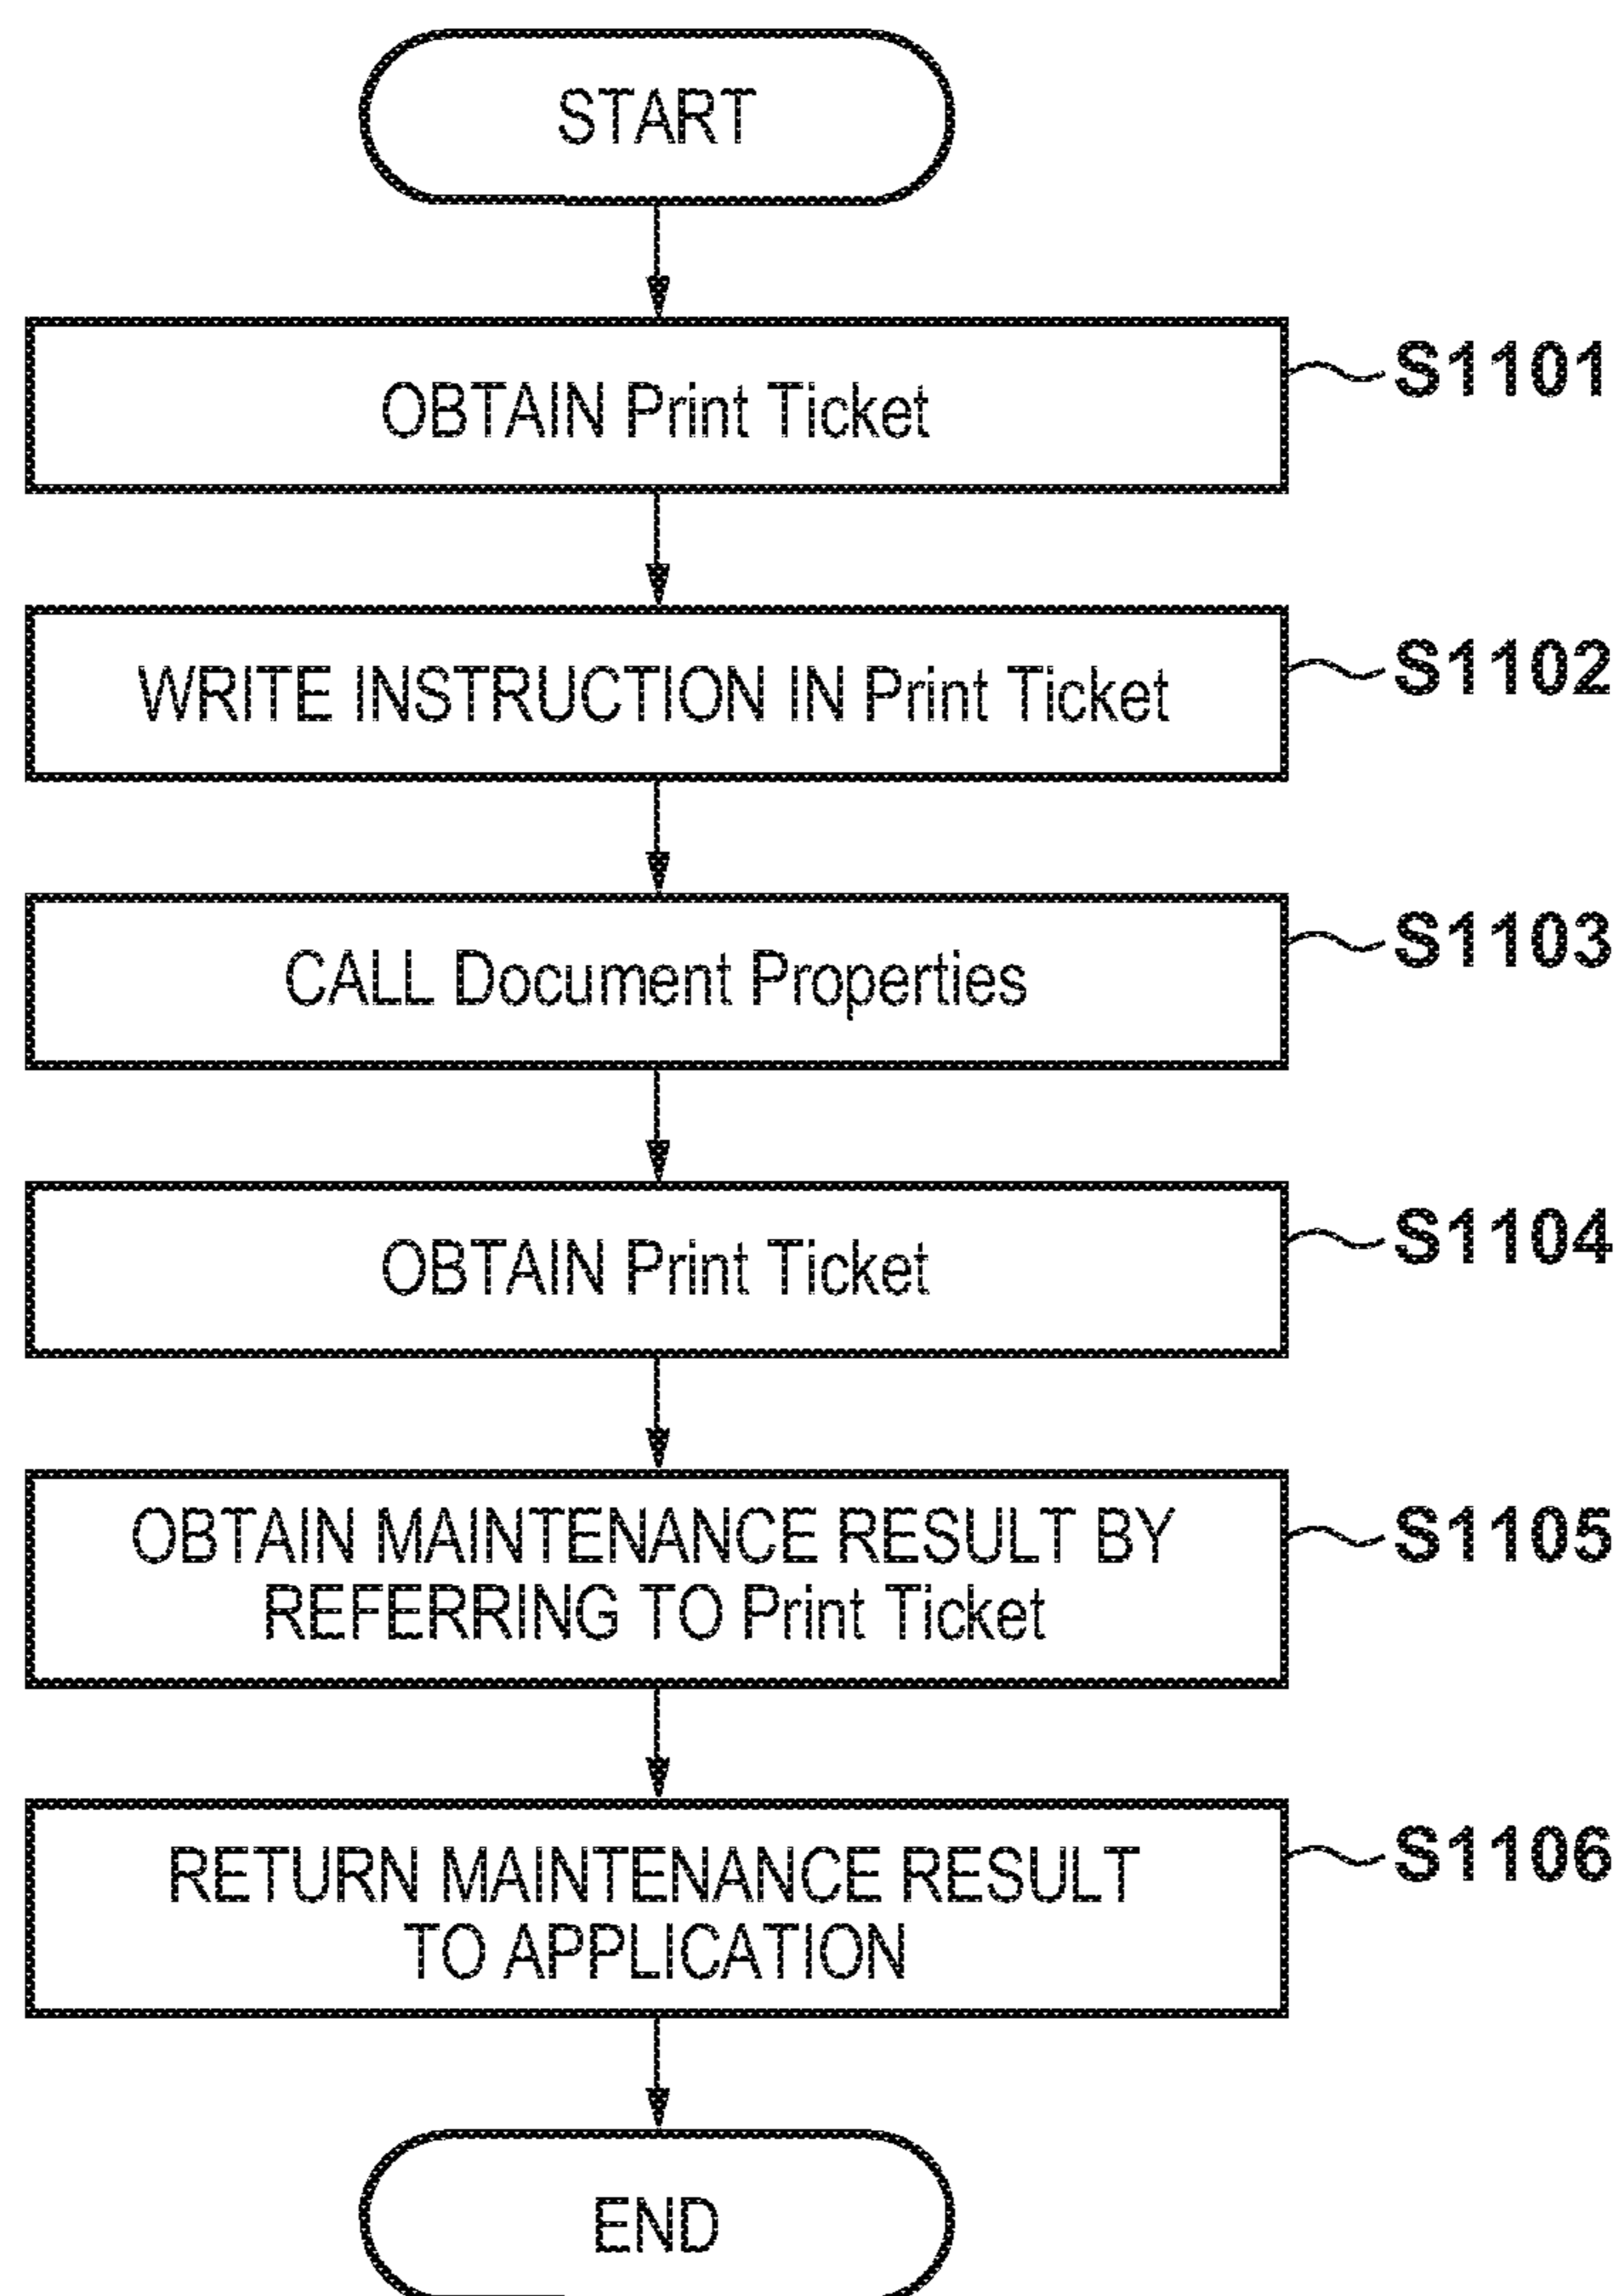 START
OBTAIN Print Ticket
S1101
WRITE INSTRUCTION IN Print Ticket
S1102
CALL Document Properties
S1103
OBTAIN Print Ticket
S1104
OBTAIN MAINTENANCE RESULT BY
REFERRING TO Print Ticket
S1105
RETURN MAINTENANCE RESULT
TO APPLICATION
S1106
END